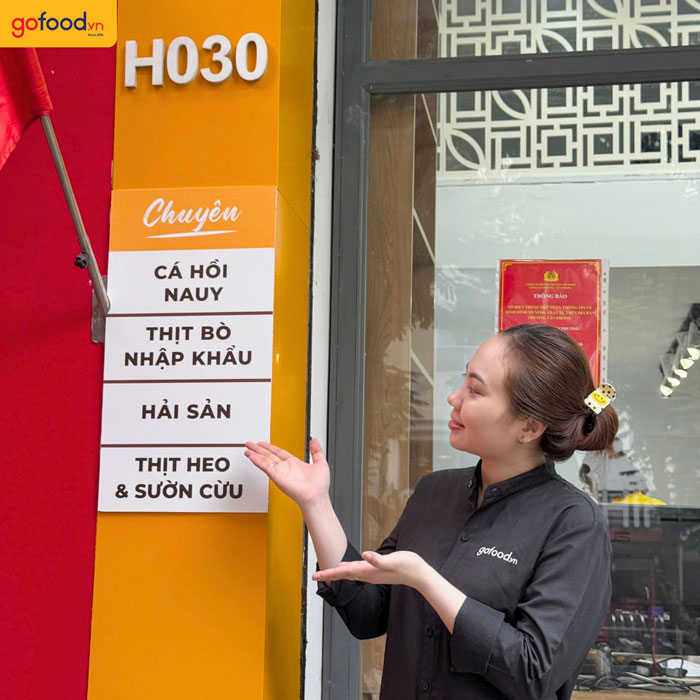 gofood.vn
H030
Chuyên
CÁ HỒI
NAUY
THỊT BÒ
NHẬP KHẨU
HẢI SẢN
THỊT HEO
& SƯỜN CỪU
THÔNG BÁO
gofood.vn